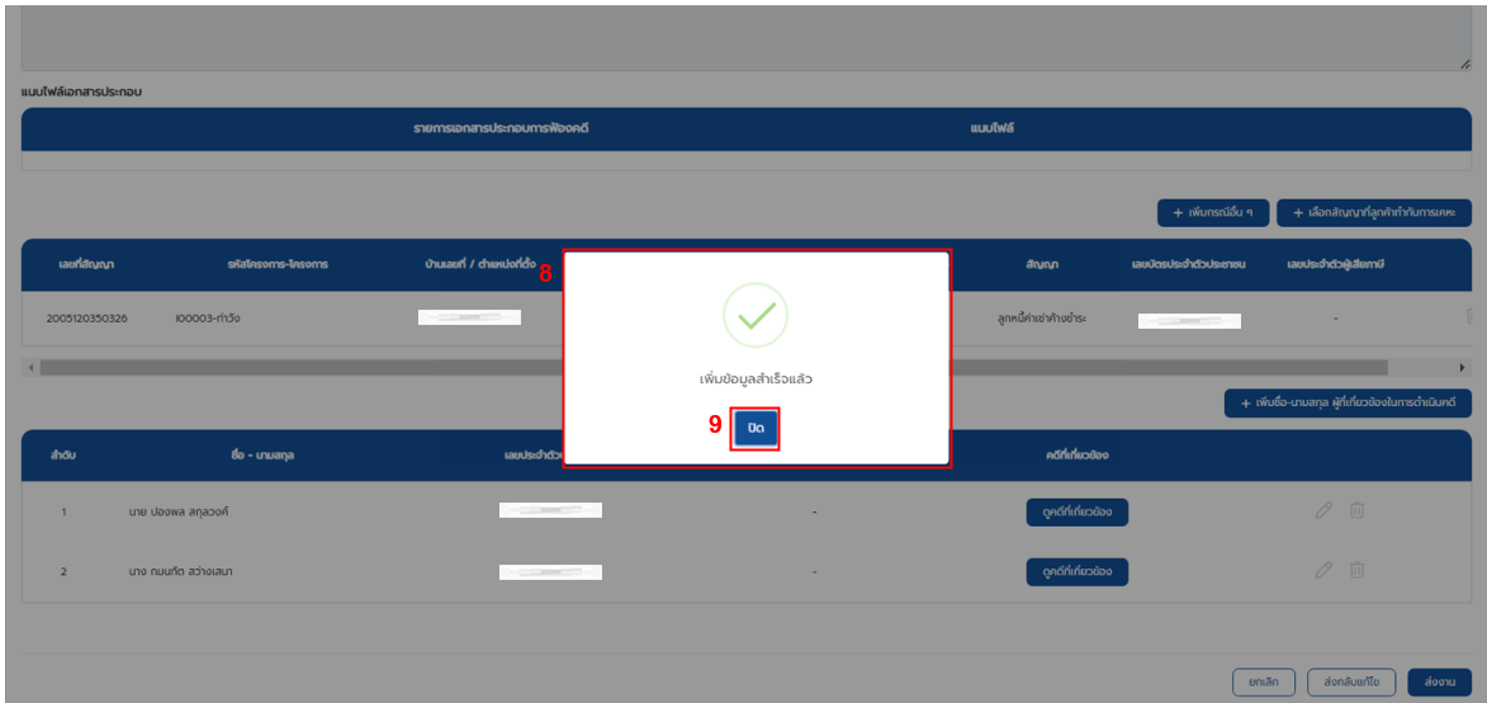 แนบไฟล์เอกสารประกอบ
รายการเอกสารประกอบการฟ้องคดี แนบไฟล์
+ เพิ่มกรณีอื่น ๆ + เลือกสัญญาที่ลูกค้าทำกับการเคหะ
เลขที่สัญญา รหัสโครงการ-โครงการ บ้านเลขที่ / ตำแหน่งที่ตั้ง สัญญา เลขบัตรประจำตัวประชาชน เลขประจำตัวผู้เสียภาษี
8
2005120350326 I00003-ท่าวัง ลูกหนี้ค่าเช่าค้างชำระ -
เพิ่มข้อมูลสำเร็จแล้ว
9 ปิด
+ เพิ่มชื่อ-นามสกุล ผู้ที่เกี่ยวข้องในการดำเนินคดี
ลำดับ ชื่อ - นามสกุล เลขประจำตัว คดีที่เกี่ยวข้อง
1 นาย ปองพล สกุลวงค์ - ดูคดีที่เกี่ยวข้อง
2 นาง กมนทัต สว่างเสนา - ดูคดีที่เกี่ยวข้อง
ยกเลิก ส่งกลับแก้ไข ส่งงาน